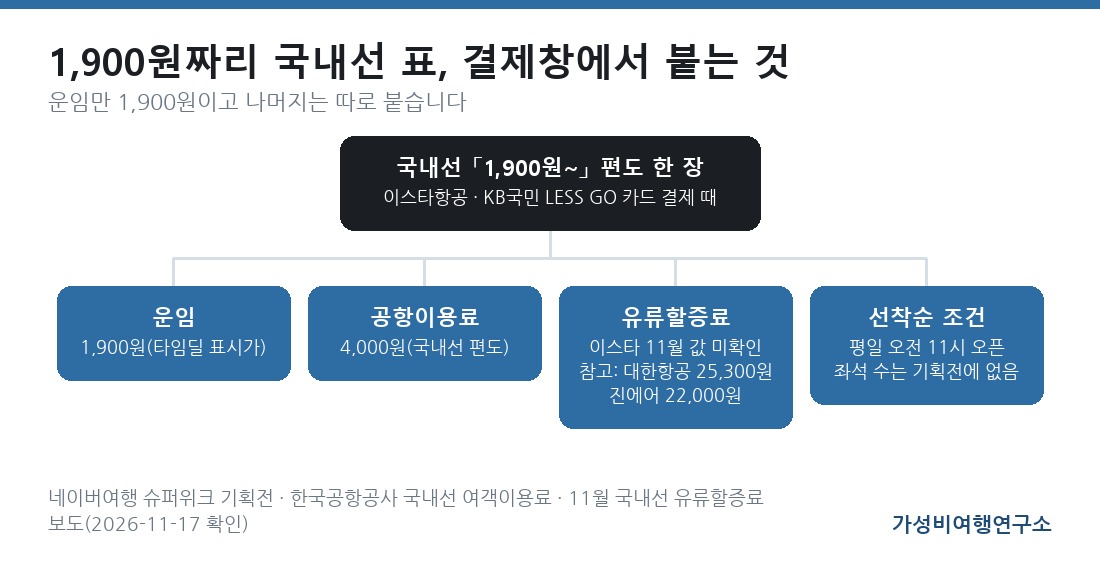 1,900원짜리 국내선 표, 결제창에서 붙는 것
운임만 1,900원이고 나머지는 따로 붙습니다
국내선「1,900원~」편도 한 장
이스타항공 · KB국민 LESS GO 카드 결제 때
운임
1,900원(타임딜 표시가)
공항이용료
4,000원(국내선 편도)
유류할증료
이스타 11월 값 미확인
참고: 대한항공 25,300원
진에어 22,000원
선착순 조건
평일 오전 11시 오픈
좌석 수는 기획전에 없음
네이버여행 슈퍼위크 기획전 · 한국공항공사 국내선 여객이용료 · 11월 국내선 유류할증료
보도(2026-11-17 확인)
가성비여행연구소